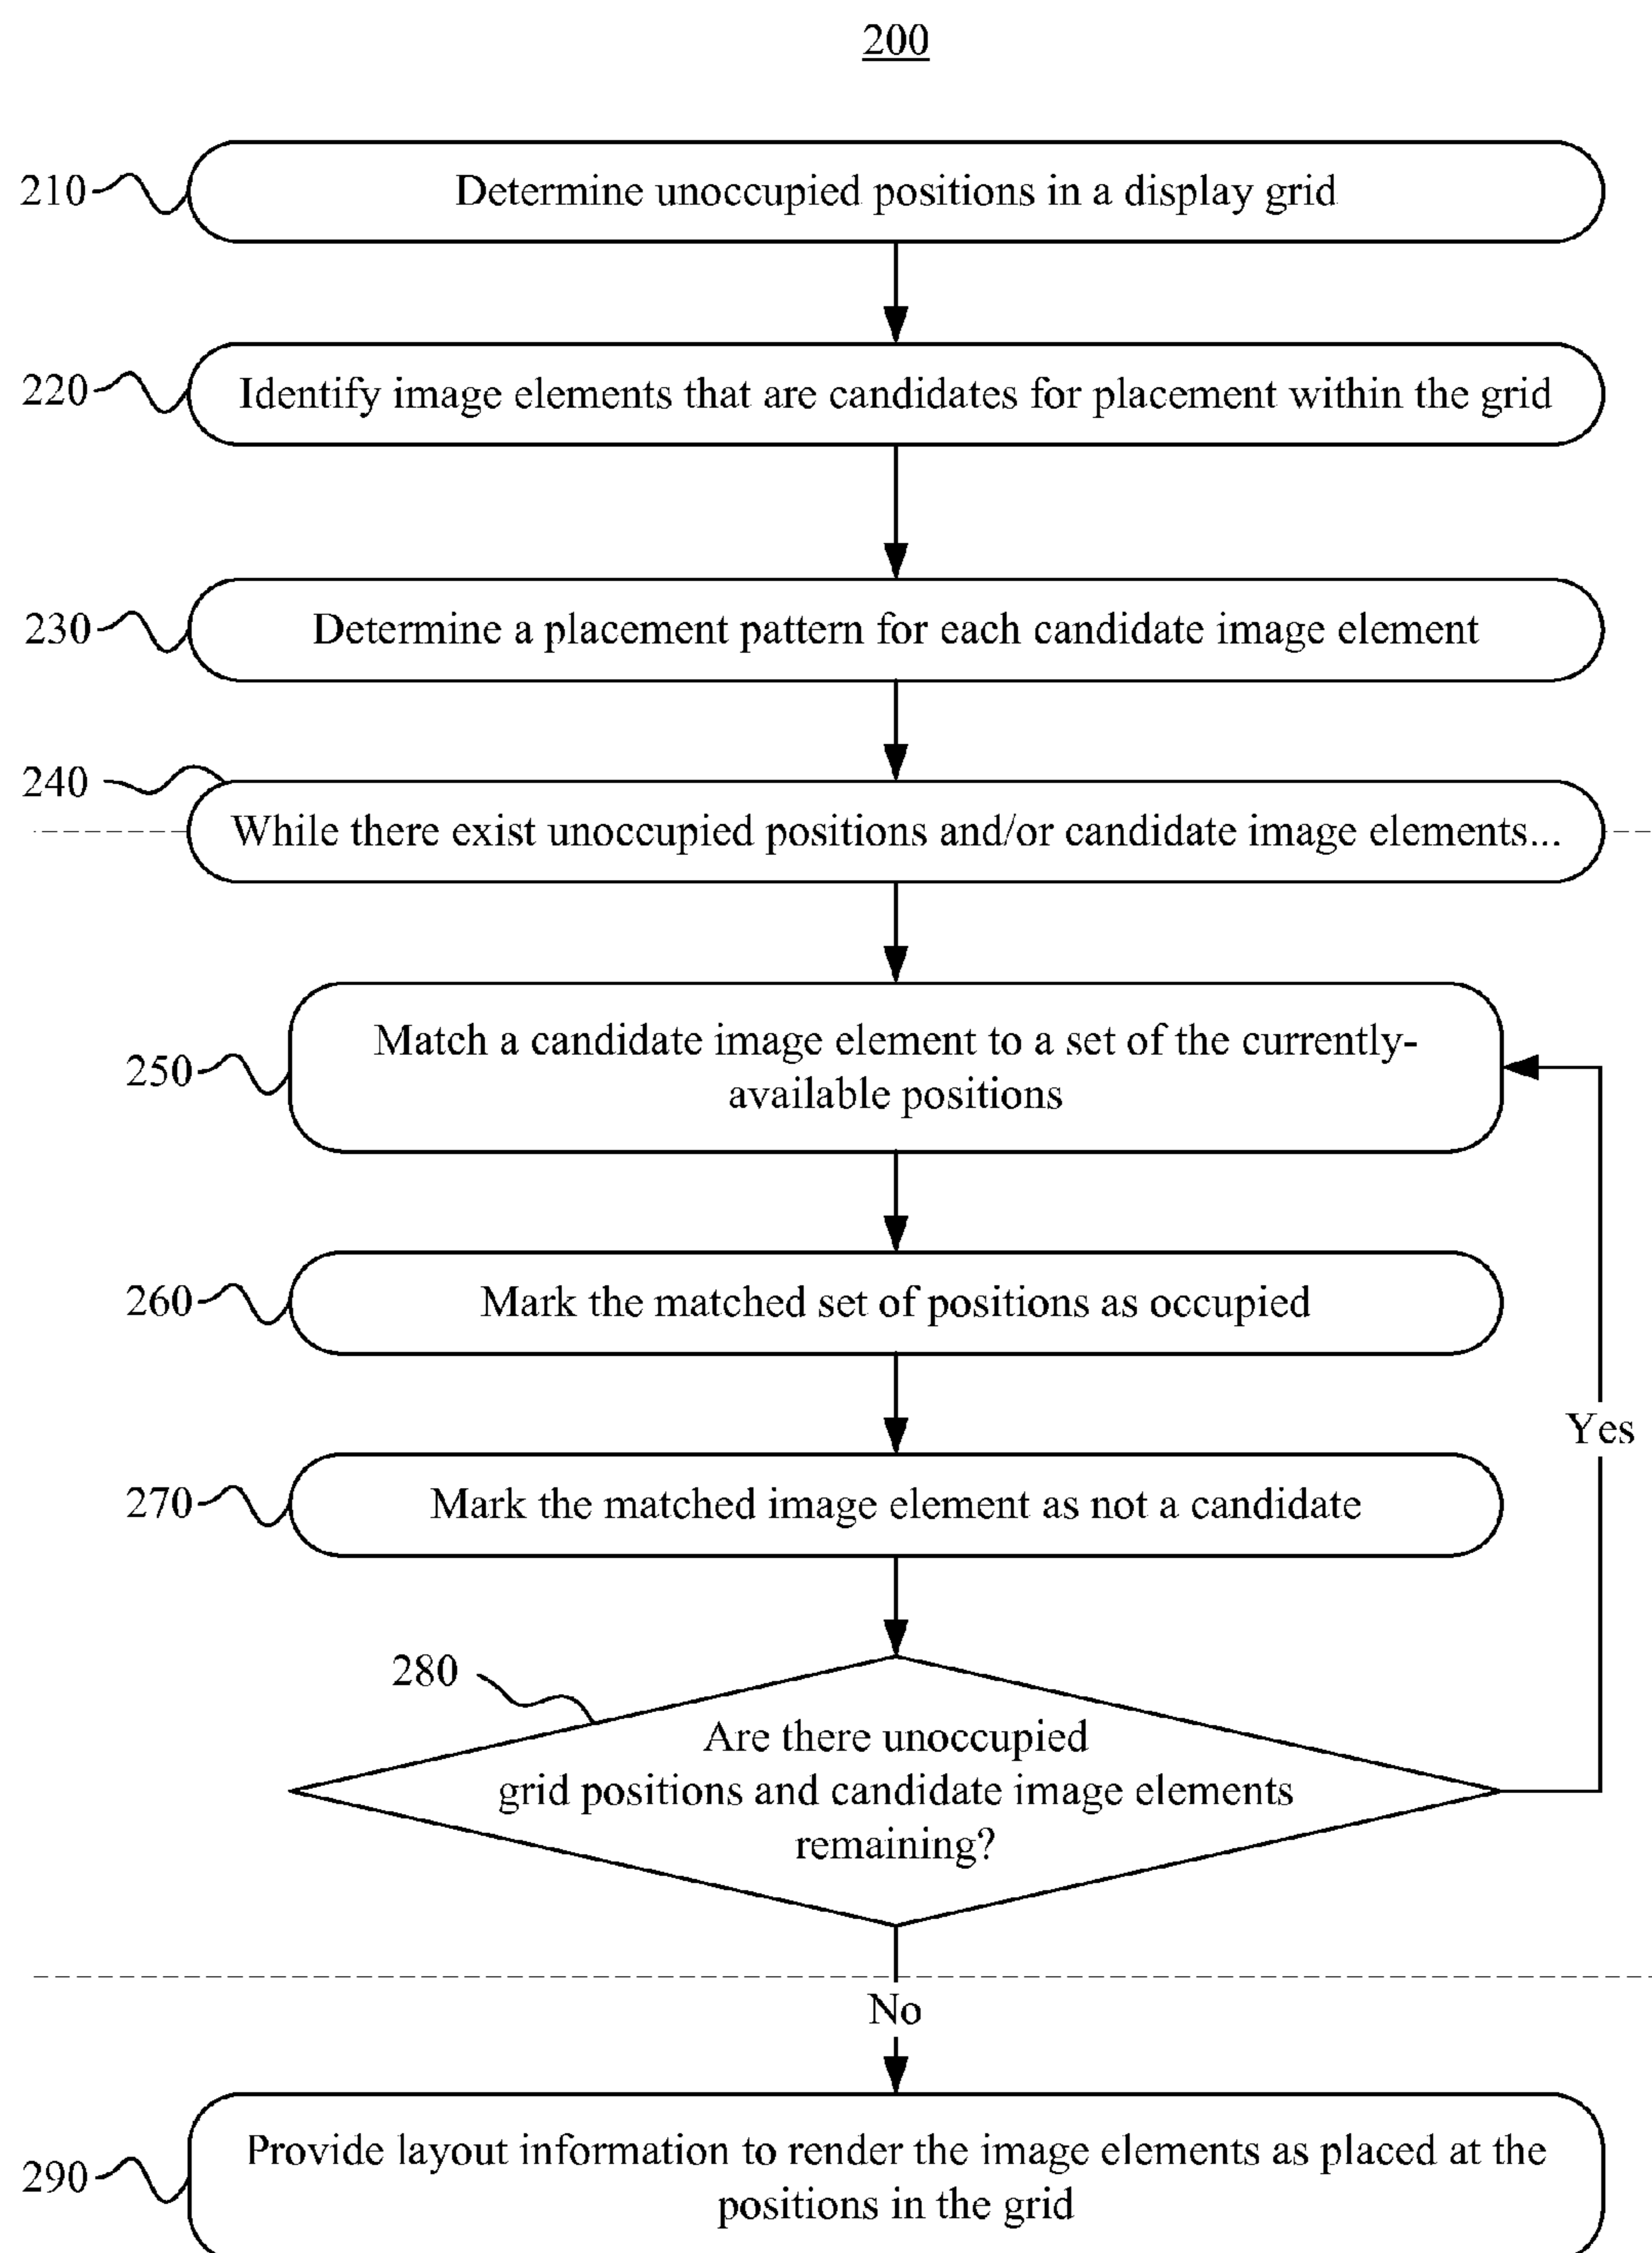 200
210
Determine unoccupied positions in a display grid
220
Identify image elements that are candidates for placement within the grid
230
Determine a placement pattern for each candidate image element
240
While there exist unoccupied positions and/or candidate image elements...
250
Match a candidate image element to a set of the currently-
available positions
260
Mark the matched set of positions as occupied
Yes
270
Mark the matched image element as not a candidate
280
Are there unoccupied
grid positions and candidate image elements
remaining?
No
290
Provide layout information to render the image elements as placed at the
positions in the grid